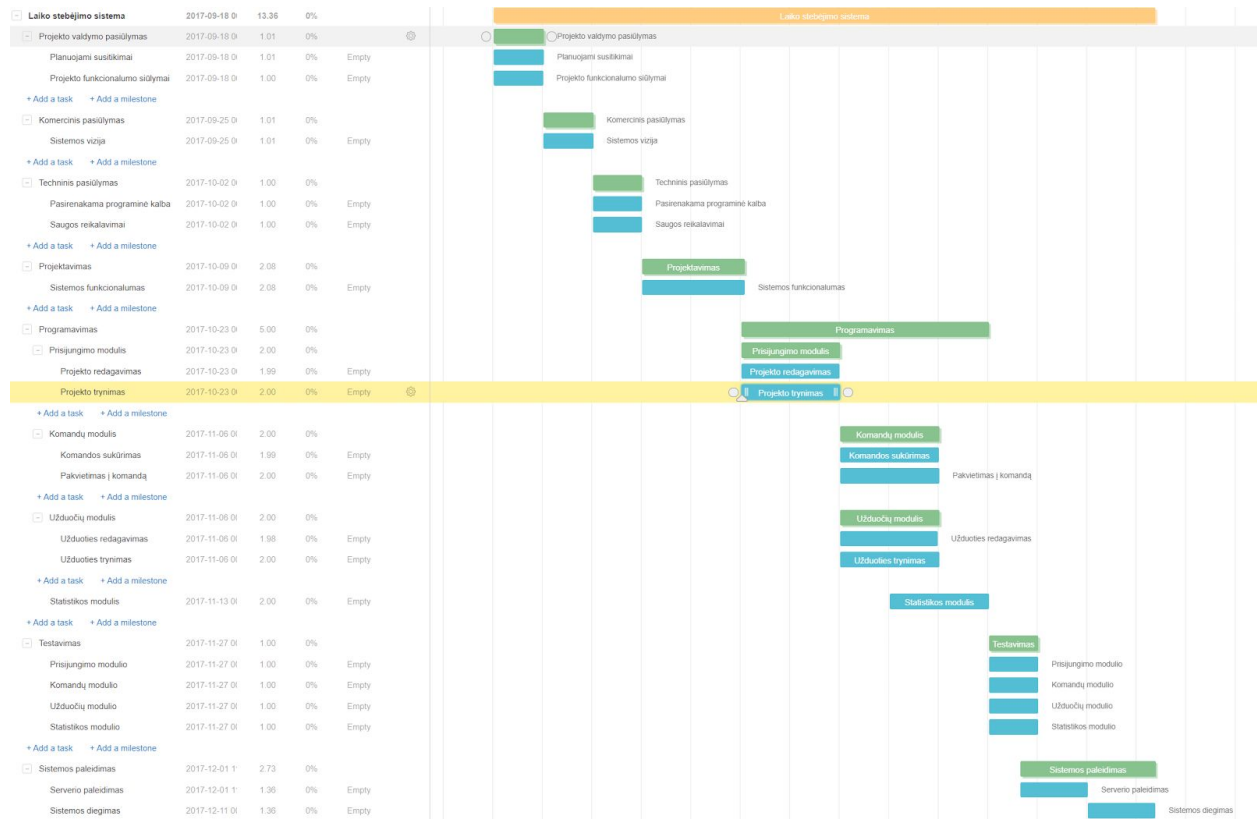 Laiko stebėjimo sistema 2017-09-18 0 13.36 0% Laiko stebėjimo sistema
Projekto valdymo pasiūlymas 2017-09-18 0 1.01 0% Projekto valdymo pasiūlymas
Planuojami susitikimai 2017-09-18 0 1.01 0% Empty Planuojami susitikimai
Projekto funkcionalumo siūlymai 2017-09-18 0 1.00 0% Empty Projekto funkcionalumo siūlymai
+ Add a task + Add a milestone
Komercinis pasiūlymas 2017-09-25 0 1.01 0% Komercinis pasiūlymas
Sistemos vizija 2017-09-25 0 1.01 0% Empty Sistemos vizija
+ Add a task + Add a milestone
Techninis pasiūlymas 2017-10-02 0 1.00 0% Techninis pasiūlymas
Pasirenakama programinė kalba 2017-10-02 0 1.00 0% Empty Pasirenakama programinė kalba
Saugos reikalavimai 2017-10-02 0 1.00 0% Empty Saugos reikalavimai
+ Add a task + Add a milestone
Projektavimas 2017-10-09 0 2.08 0% Projektavimas
Sistemos funkcionalumas 2017-10-09 0 2.08 0% Empty Sistemos funkcionalumas
+ Add a task + Add a milestone
Programavimas 2017-10-23 0 5.00 0% Programavimas
Prisijungimo modulis 2017-10-23 0 2.00 0% Prisijungimo modulis
Projekto redagavimas 2017-10-23 0 1.99 0% Empty Projekto redagavimas
Projekto trynimas 2017-10-23 0 2.00 0% Empty Projekto trynimas
+ Add a task + Add a milestone
Komandų modulis 2017-11-06 0 2.00 0% Komandų modulis
Komandos sukūrimas 2017-11-06 0 1.99 0% Empty Komandos sukūrimas
Pakvietimas į komandą 2017-11-06 0 2.00 0% Empty Pakvietimas į komandą
+ Add a task + Add a milestone
Užduočių modulis 2017-11-06 0 2.00 0% Užduočių modulis
Užduoties redagavimas 2017-11-06 0 1.98 0% Empty Užduoties redagavimas
Užduoties trynimas 2017-11-06 0 2.00 0% Empty Užduoties trynimas
+ Add a task + Add a milestone
Statistikos modulis 2017-11-13 0 2.00 0% Empty Statistikos modulis
+ Add a task + Add a milestone
Testavimas 2017-11-27 0 1.00 0% Testavimas
Prisijungimo modulio 2017-11-27 0 1.00 0% Empty Prisijungimo modulio
Komandų modulio 2017-11-27 0 1.00 0% Empty Komandų modulio
Užduočių modulio 2017-11-27 0 1.00 0% Empty Užduočių modulio
Statistikos modulio 2017-11-27 0 1.00 0% Empty Statistikos modulio
+ Add a task + Add a milestone
Sistemos paleidimas 2017-12-01 1 2.73 0% Sistemos paleidimas
Serverio paleidimas 2017-12-01 1 1.36 0% Empty Serverio paleidimas
Sistemos diegimas 2017-12-11 0 1.36 0% Empty Sistemos diegimas